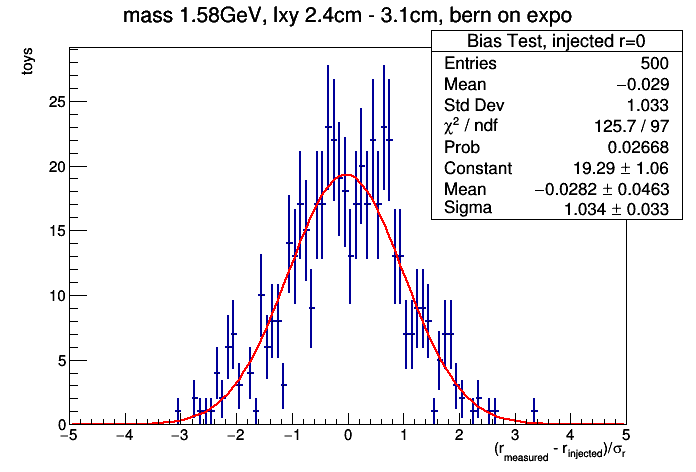 mass 1.58GeV, lxy 2.4cm - 3.1cm, bern on expo
Bias Test, injected r=0
Entries 500
Mean −0.029
Std Dev 1.033
χ² / ndf 125.7 / 97
Prob 0.02668
Constant 19.29 ± 1.06
Mean −0.0282 ± 0.0463
Sigma 1.034 ± 0.033
toys
25
20
15
10
5
0
−5 −4 −3 −2 −1 0 1 2 3 4 5
(r_measured - r_injected)/σ_r